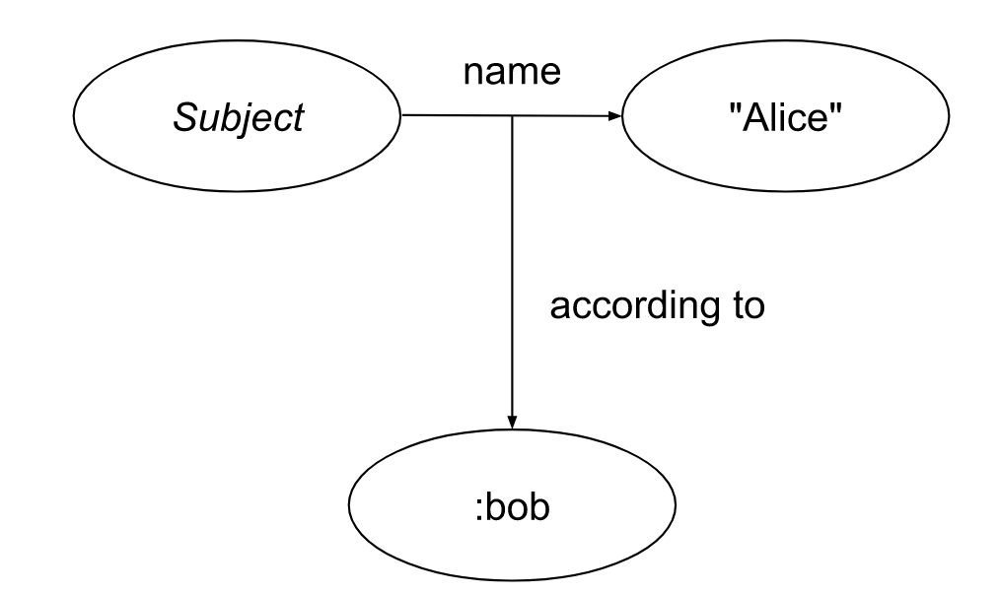 name
Subject
"Alice"
according to
:bob